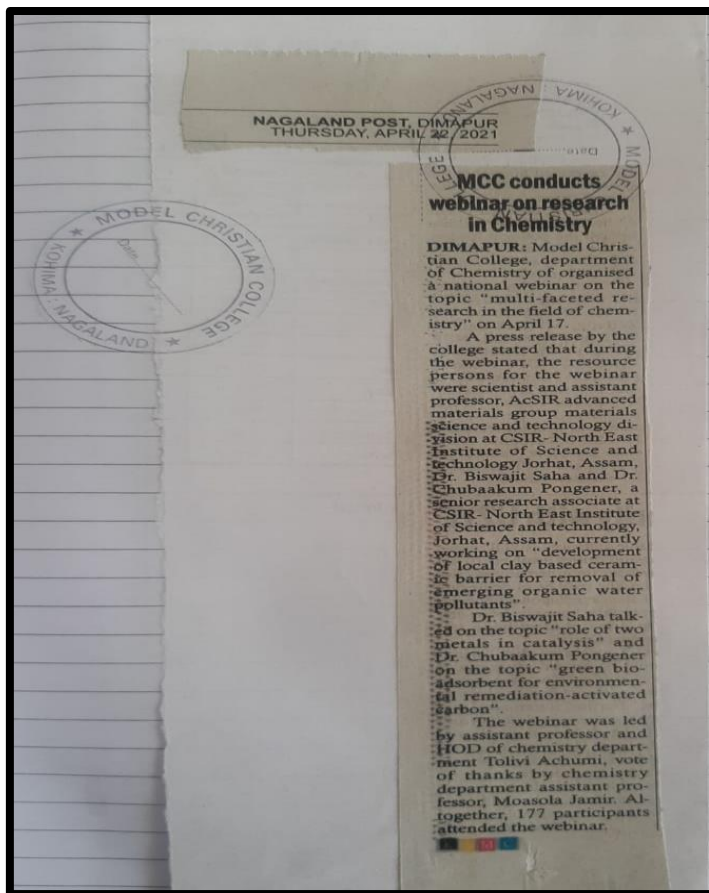 NAGALAND POST, DIMAPUR
THURSDAY, APRIL 22, 2021
★ MODEL CHRISTIAN COLLEGE ★ KOHIMA : NAGALAND
Date
★ MODEL CHRISTIAN COLLEGE ★ KOHIMA : NAGALAND
Date
MCC conducts
webinar on research
in Chemistry
DIMAPUR: Model Chris-
tian College, department
of Chemistry of organised
a national webinar on the
topic “multi-faceted re-
search in the field of chem-
istry” on April 17.
A press release by the
college stated that during
the webinar, the resource
persons for the webinar
were scientist and assistant
professor, AcSIR advanced
materials group materials
science and technology di-
vision at CSIR- North East
Institute of Science and
technology Jorhat, Assam,
Dr. Biswajit Saha and Dr.
Chubaakum Pongener, a
senior research associate at
CSIR- North East Institute
of Science and technology,
Jorhat, Assam, currently
working on “development
of local clay based ceram-
ic barrier for removal of
emerging organic water
pollutants”.
Dr. Biswajit Saha talk-
ed on the topic “role of two
metals in catalysis” and
Dr. Chubaakum Pongener
on the topic “green bio-
adsorbent for environmen-
tal remediation-activated
carbon”.
The webinar was led
by assistant professor and
HOD of chemistry depart-
ment Tolivi Achumi, vote
of thanks by chemistry
department assistant pro-
fessor, Moasola Jamir. Al-
together, 177 participants
attended the webinar.